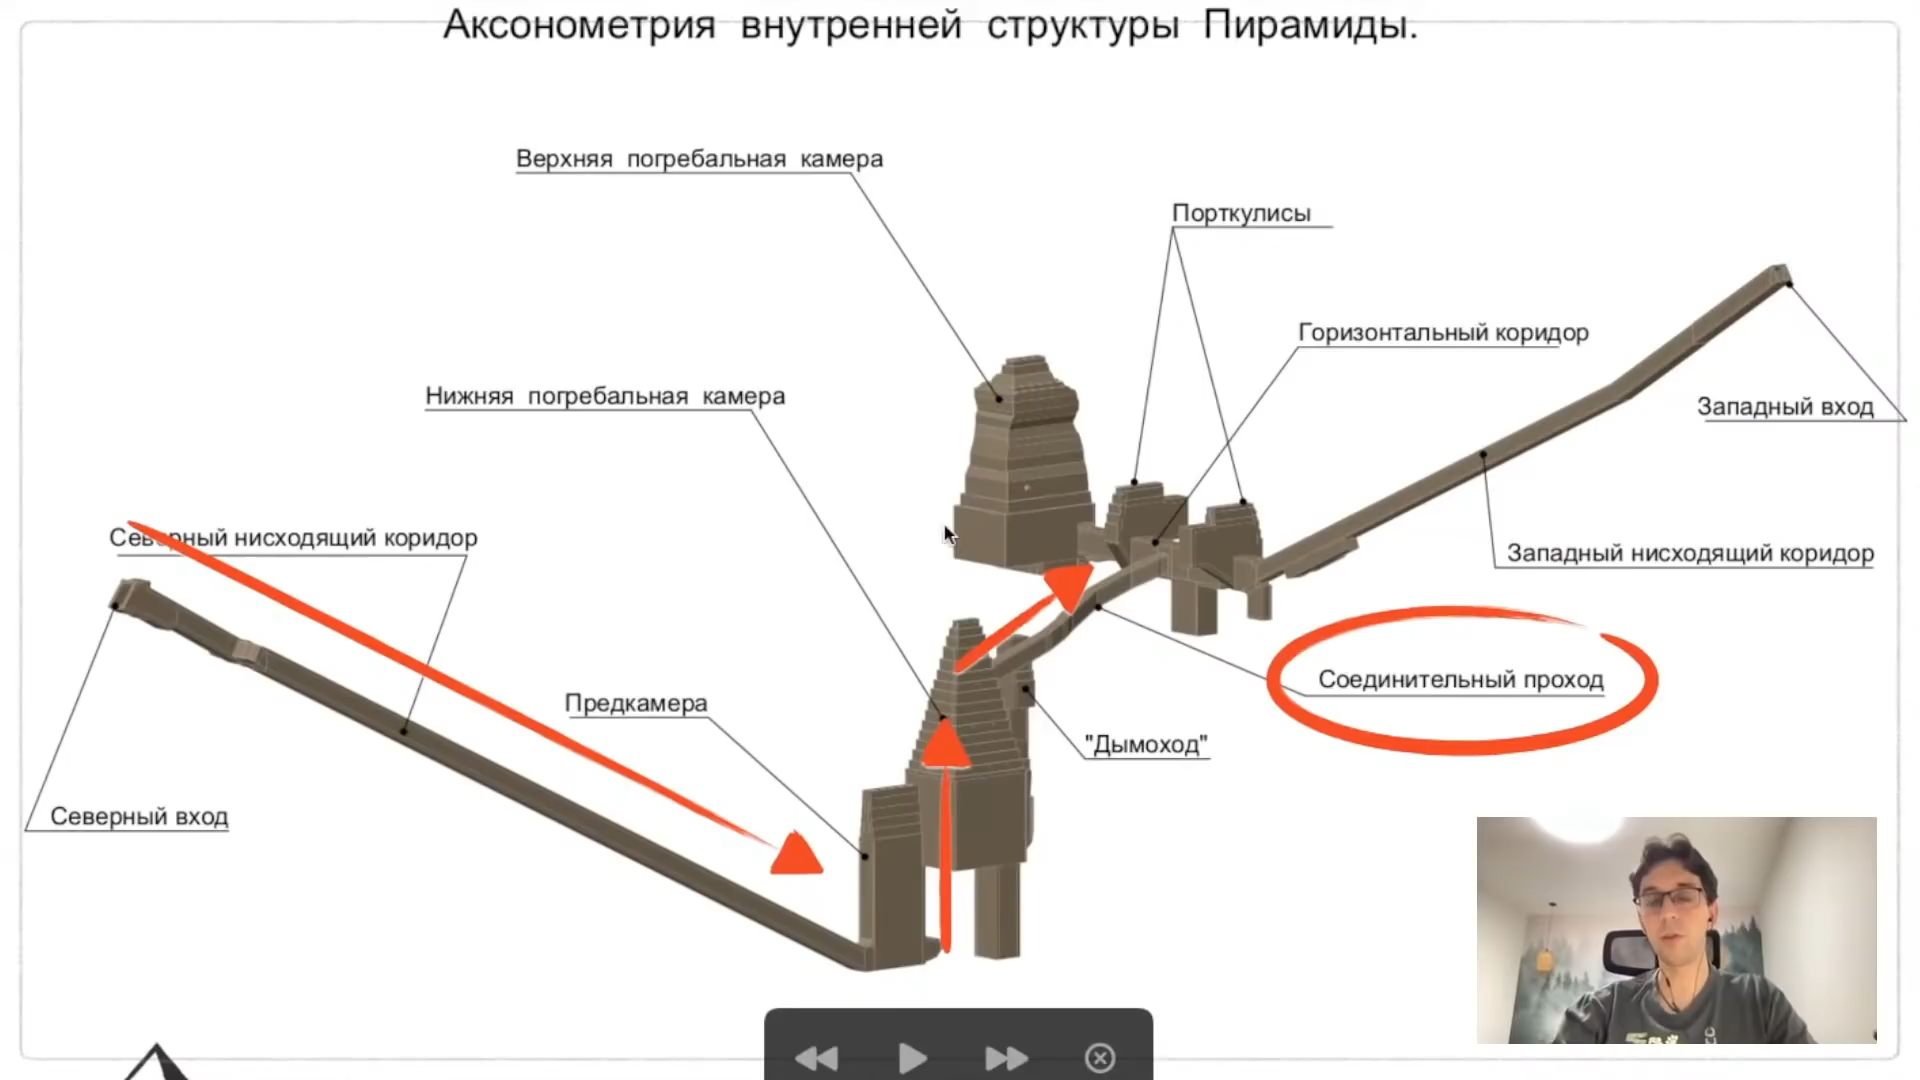 Аксонометрия внутренней структуры Пирамиды.
Верхняя погребальная камера
Порткулисы
Горизонтальный коридор
Нижняя погребальная камера
Западный вход
Северный нисходящий коридор
Западный нисходящий коридор
Соединительный проход
Предкамера
"Дымоход"
Северный вход